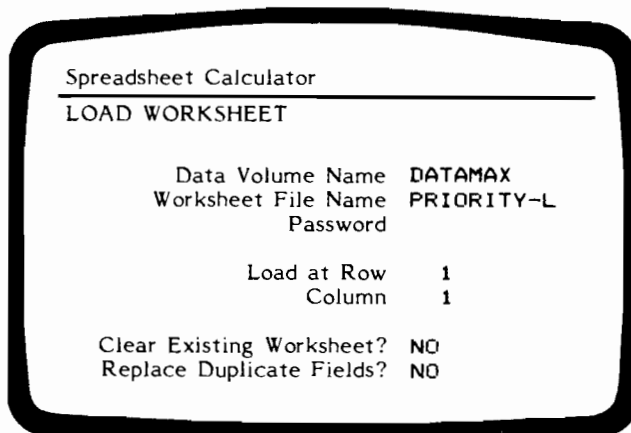 Spreadsheet Calculator
LOAD WORKSHEET
Data Volume Name DATAMAX
Worksheet File Name PRIORITY-L
Password
Load at Row 1
Column 1
Clear Existing Worksheet? NO
Replace Duplicate Fields? NO